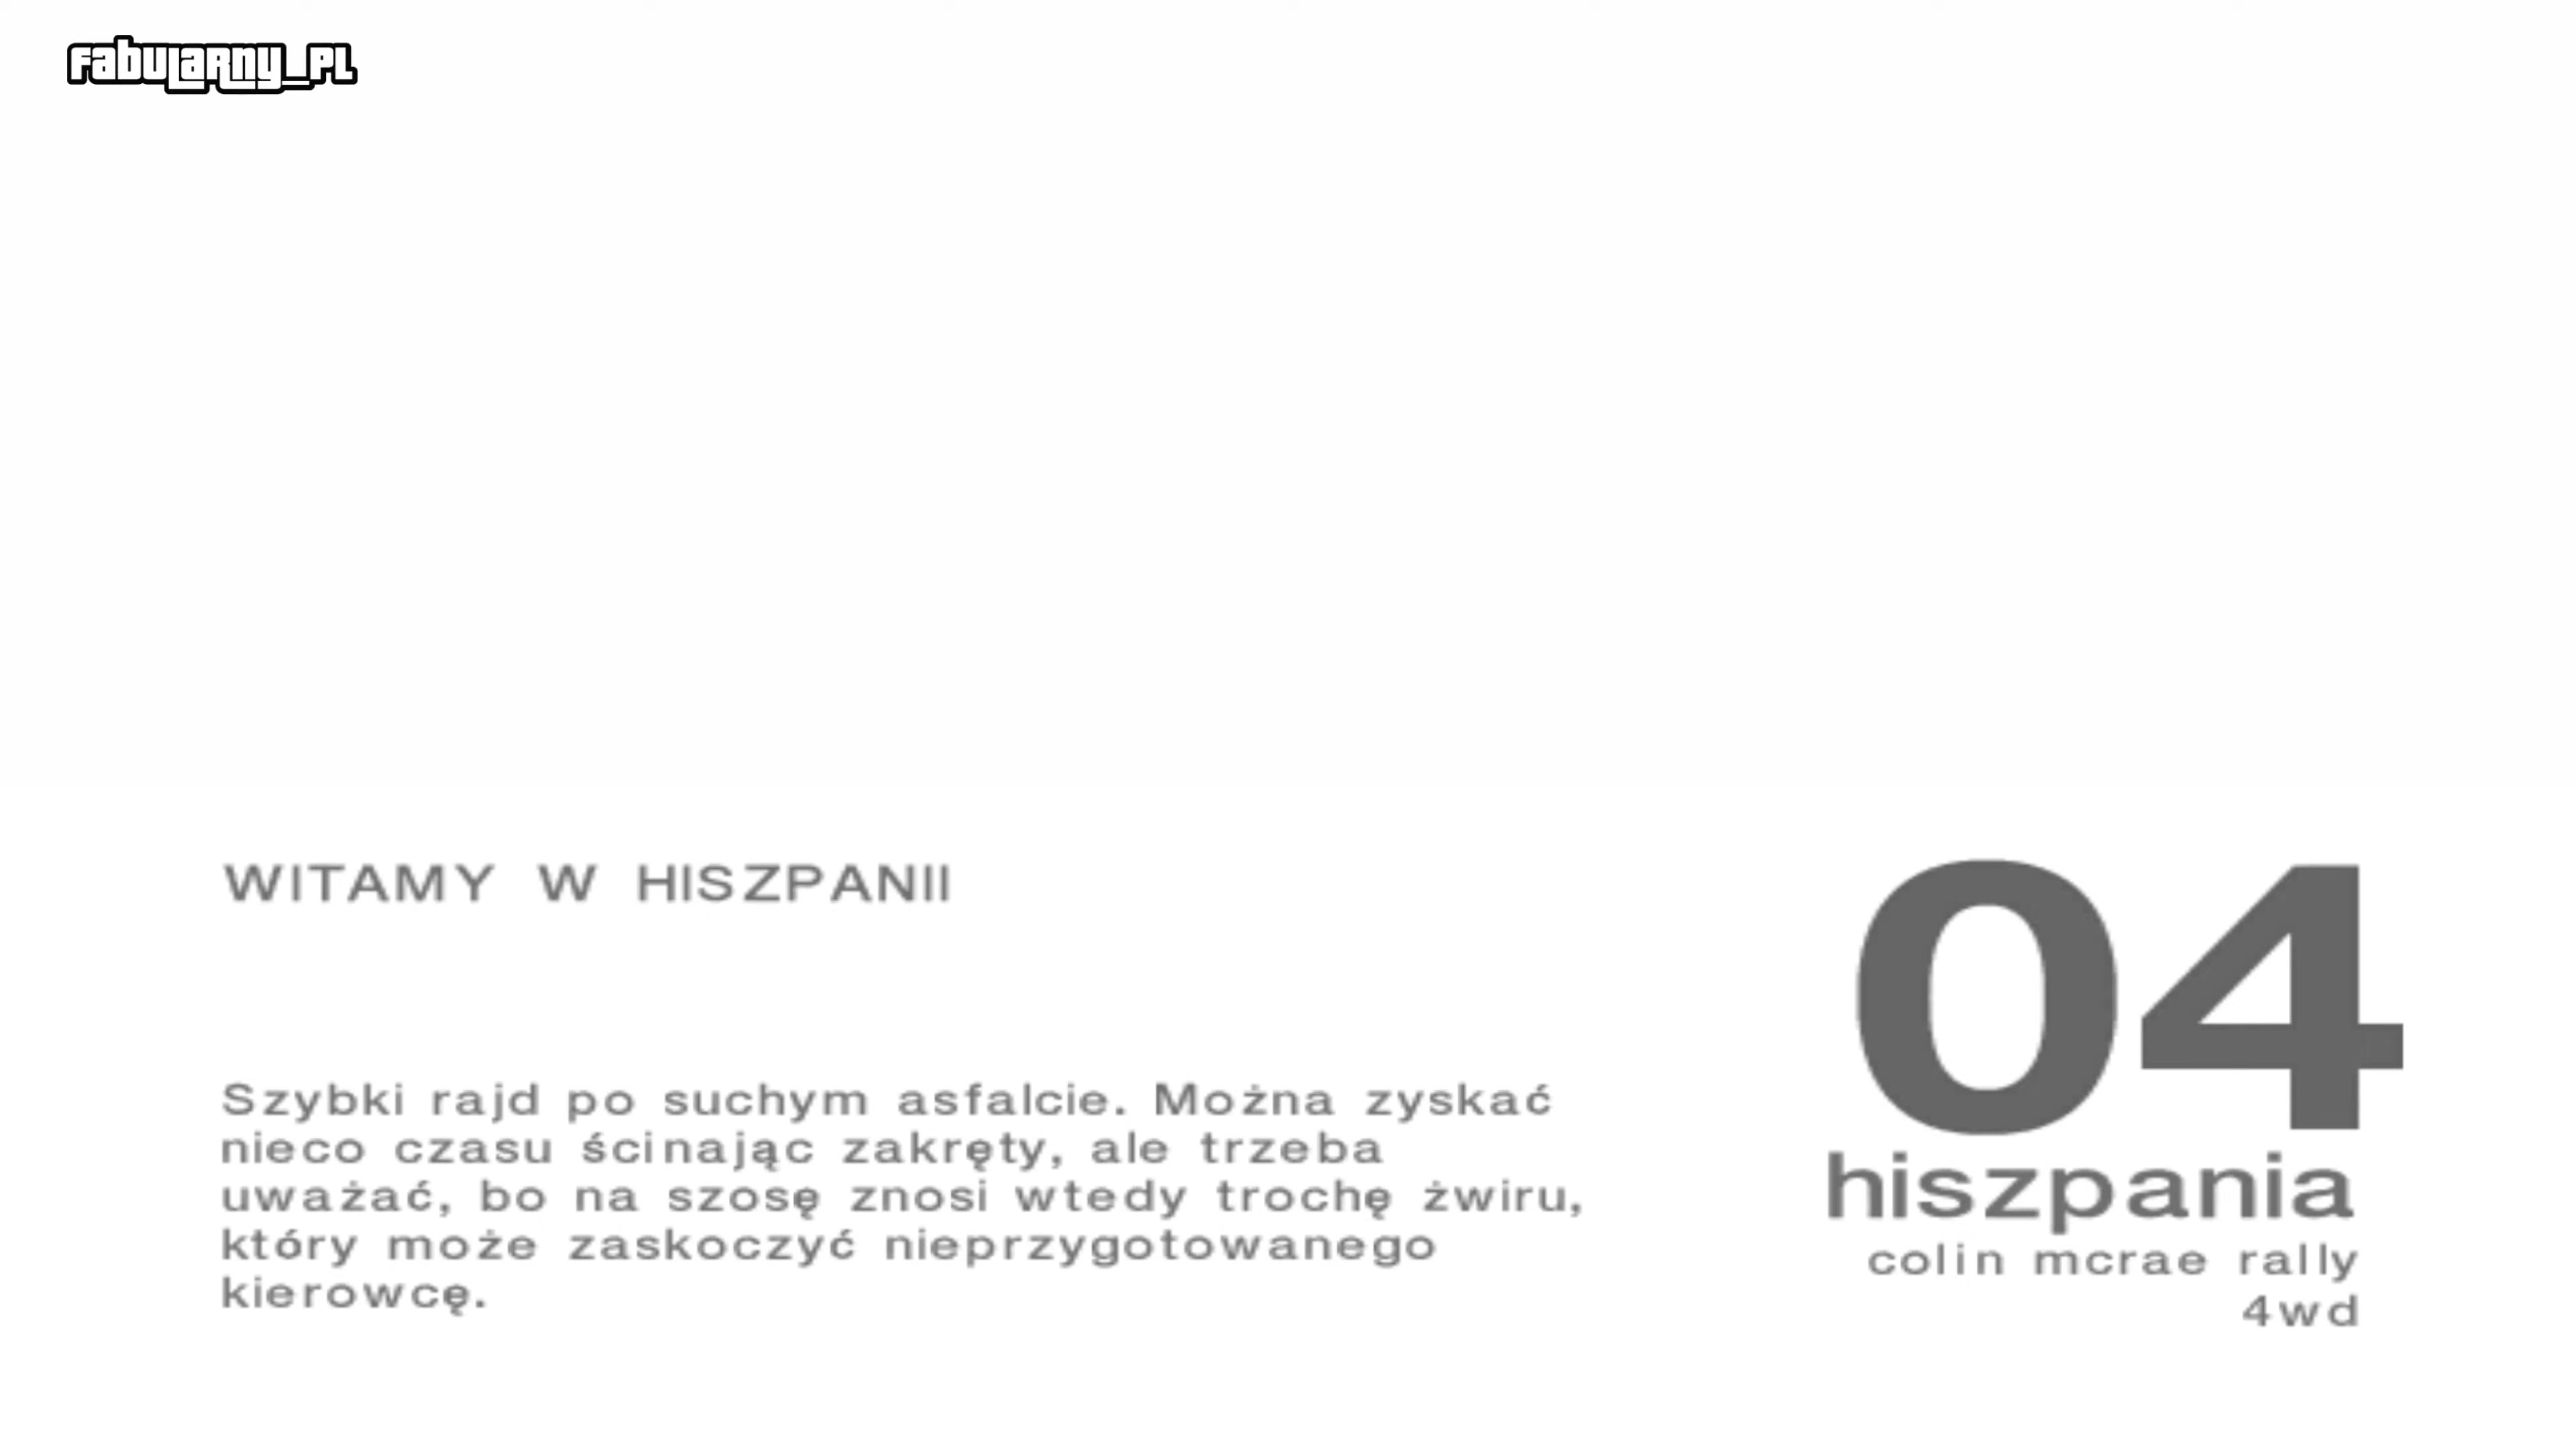 fabularny_pl
WITAMY W HISZPANII
Szybki rajd po suchym asfalcie. Można zyskać
nieco czasu ścinając zakręty, ale trzeba
uważać, bo na szosę znosi wtedy trochę żwiru,
który może zaskoczyć nieprzygotowanego
kierowcę.
04
hiszpania
colin mcrae rally
4wd